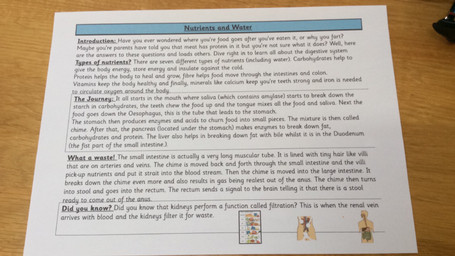 Nutrients and Water
Introduction: Have you ever wondered where you're food goes after you've eaten it, or why you fart?
Maybe you're parents have told you that meat has protein in it but you're not sure what it does? Well, here
are the answers to these questions and loads others. Dive right in to learn all about the digestive system.
Types of nutrients? There are seven different types of nutrients (including water). Carbohydrates help to
give the body energy, store energy and insulate against the cold.
Protein helps the body to heal and grow, fibre helps food move through the intestines and colon.
Vitamins keep the body healthy and finally, minerals like calcium keep you're teeth strong and iron is needed
to circulate oxygen around the body.
The Journey: It all starts in the mouth where saliva (which contains amylase) starts to break down the
starch in carbohydrates, the teeth chew the food up and the tongue mixes all the food and saliva. Next the
food goes down the Oesophagus, this is the tube that leads to the stomach.
The stomach then produces enzymes and acids to churn food into small pieces. The mixture is then called
chime. After that, the pancreas (located under the stomach) makes enzymes to break down fat,
carbohydrates and protein. The liver also helps in breaking down fat with bile whilst it is in the Duodenum
(the fist part of the small intestine.)
What a waste! The small intestine is actually a very long muscular tube. It is lined with tiny hair like villi
that are on arteries and veins. The chime is moved back and forth through the small intestine and the villi
pick-up nutrients and put it strait into the blood stream. Then the chime is moved into the large intestine. It
breaks down the chime even more and also results in gas being realest out of the anus. The chime then turns
into stool and goes into the rectum. The rectum sends a signal to the brain telling it that there is a stool
ready to come out of the anus.
Did you know? Did you know that kidneys perform a function called filtration? This is when the renal vein
arrives with blood and the kidneys filter it for waste.